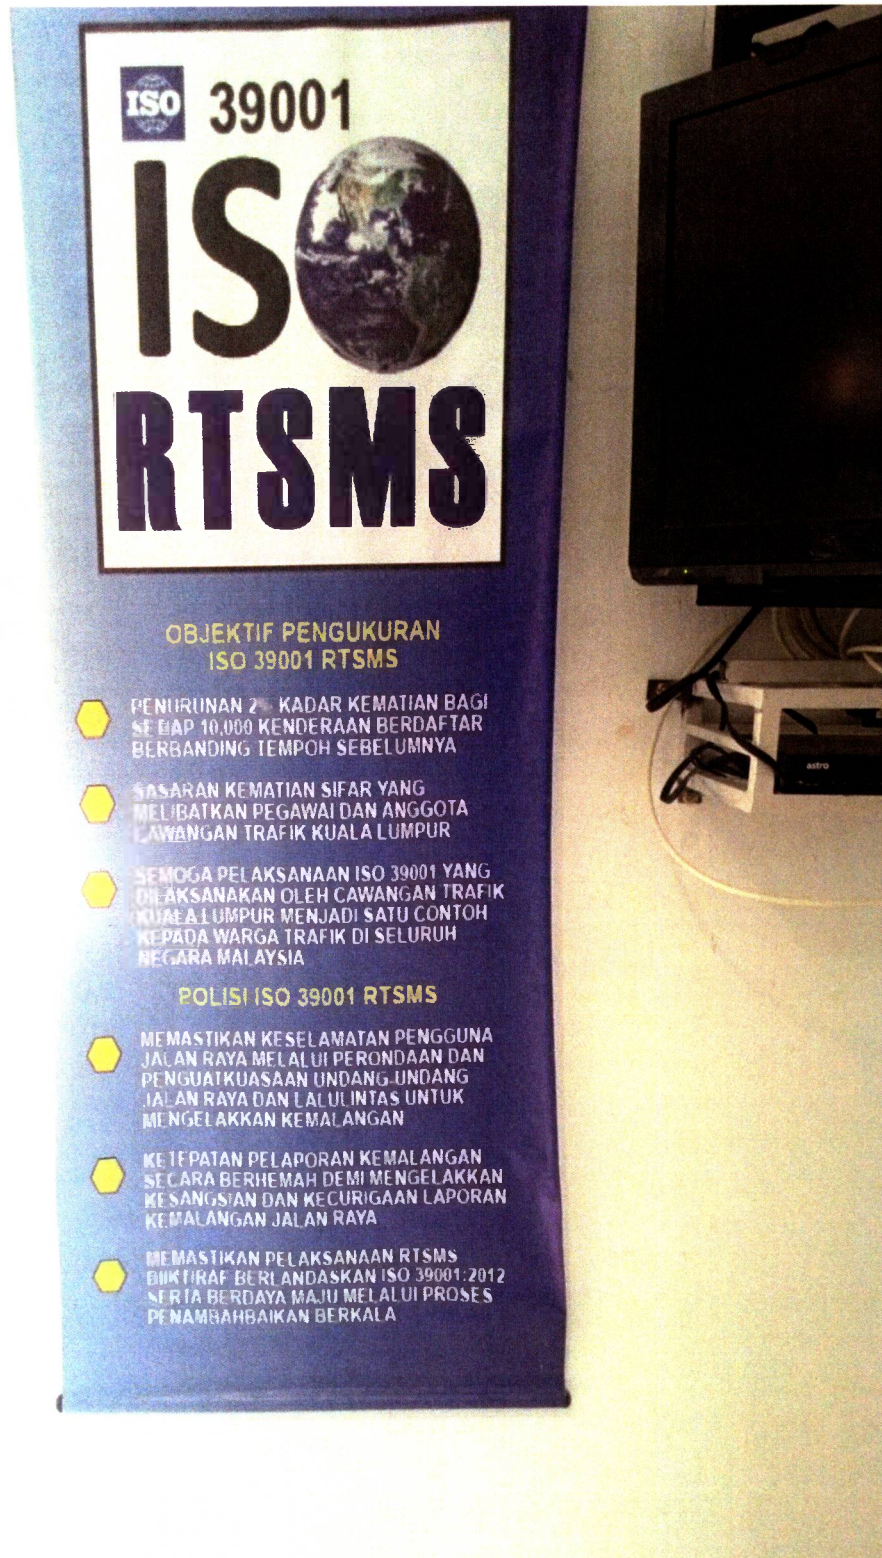 ISO 39001
ISO
RTSMS
OBJEKTIF PENGUKURAN
ISO 39001 RTSMS
PENURUNAN 2% KADAR KEMATIAN BAGI
SETIAP 10,000 KENDERAAN BERDAFTAR
BERBANDING TEMPOH SEBELUMNYA
SASARAN KEMATIAN SIFAR YANG
MELIBATKAN PEGAWAI DAN ANGGOTA
CAWANGAN TRAFIK KUALA LUMPUR
SEMOGA PELAKSANAAN ISO 39001 YANG
DILAKSANAKAN OLEH CAWANGAN TRAFIK
KUALA LUMPUR MENJADI SATU CONTOH
KEPADA WARGA TRAFIK DI SELURUH
NEGARA MALAYSIA
POLISI ISO 39001 RTSMS
MEMASTIKAN KESELAMATAN PENGGUNA
JALAN RAYA MELALUI PERONDAAN DAN
PENGUATKUASAAN UNDANG-UNDANG
JALAN RAYA DAN LALULINTAS UNTUK
MENGELAKKAN KEMALANGAN
KETEPATAN PELAPORAN KEMALANGAN
SECARA BERHEMAH DEMI MENGELAKKAN
KESANGSIAN DAN KECURIGAAN LAPORAN
KEMALANGAN JALAN RAYA
MEMASTIKAN PELAKSANAAN RTSMS
DIIKTIRAF BERLANDASKAN ISO 39001:2012
SERTA BERDAYA MAJU MELALUI PROSES
PENAMBAHBAIKAN BERKALA
astro